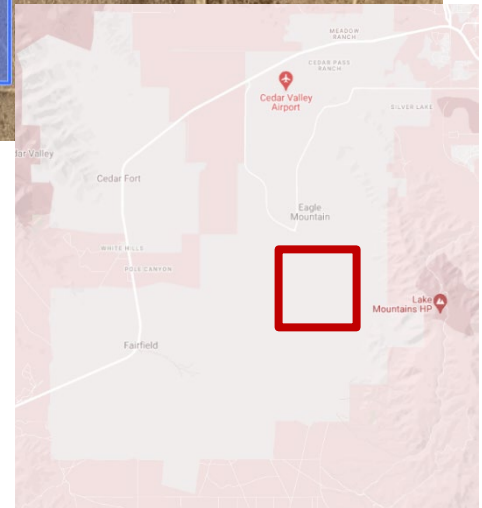 MEADOW
RANCH
CEDAR PASS
RANCH
Cedar Valley
Airport
SILVER LAKE
dar Valley
Cedar Fort
Eagle
Mountain
WHITE MILLS
POLE CANYON
Lake
Mountains HP
Fairfield